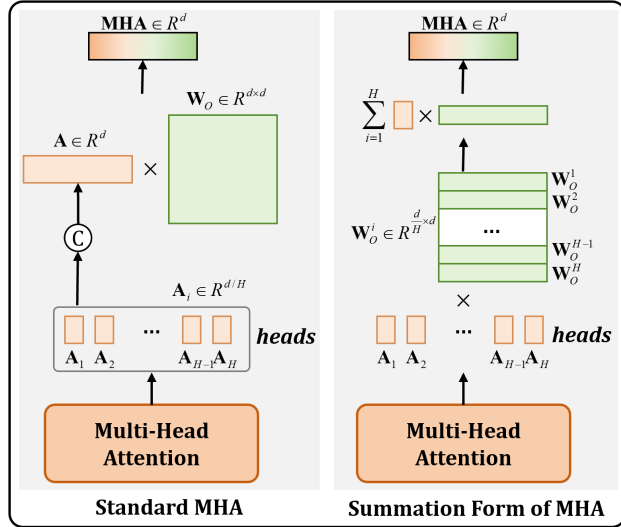 MHA ∈ R^d
W_O ∈ R^{d×d}
A ∈ R^d
×
C
A_i ∈ R^{d/H}
... heads
A_1 A_2 A_{H-1} A_H
Multi-Head
Attention
Standard MHA
MHA ∈ R^d
∑_{i=1}^{H} ×
W_O^1
W_O^2
W_O^i ∈ R^{\frac{d}{H}×d} ...
W_O^{H-1}
W_O^H
×
... heads
A_1 A_2 A_{H-1} A_H
Multi-Head
Attention
Summation Form of MHA